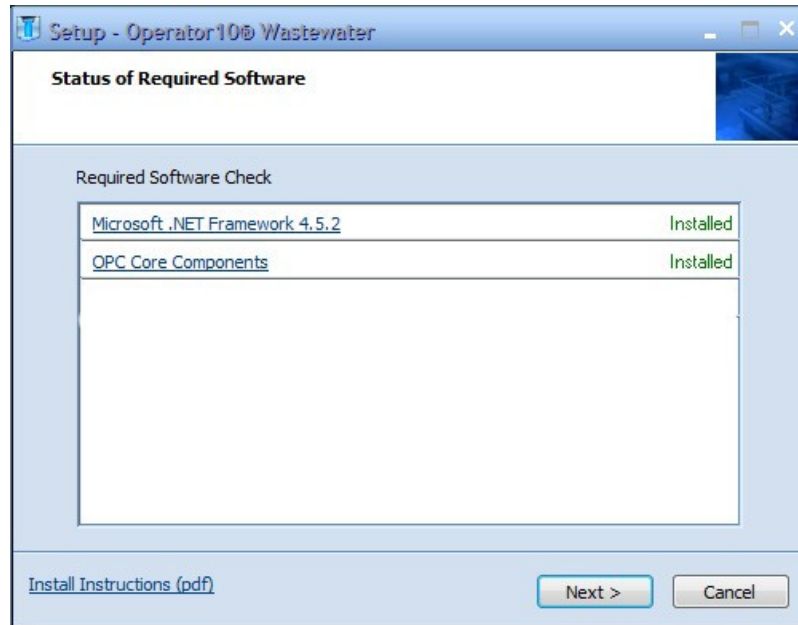 Setup - Operator10® Wastewater
Status of Required Software
Required Software Check
Microsoft .NET Framework 4.5.2 Installed
OPC Core Components Installed
Install Instructions (pdf)
Next > Cancel